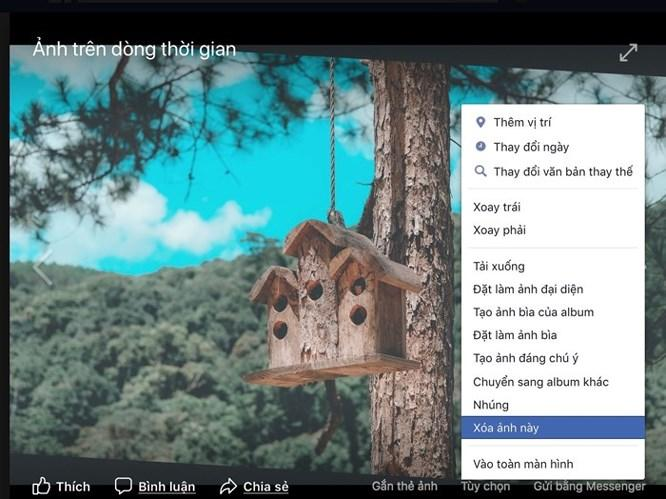 Ảnh trên dòng thời gian
Thêm vị trí
Thay đổi ngày
Thay đổi văn bản thay thế
Xoay trái
Xoay phải
Tải xuống
Đặt làm ảnh đại diện
Tạo ảnh bìa của album
Đặt làm ảnh bìa
Tạo ảnh đáng chú ý
Chuyển sang album khác
Nhúng
Xóa ảnh này
Vào toàn màn hình
Thích Bình luận Chia sẻ Gắn thẻ ảnh Tùy chọn Gửi bằng Messenger